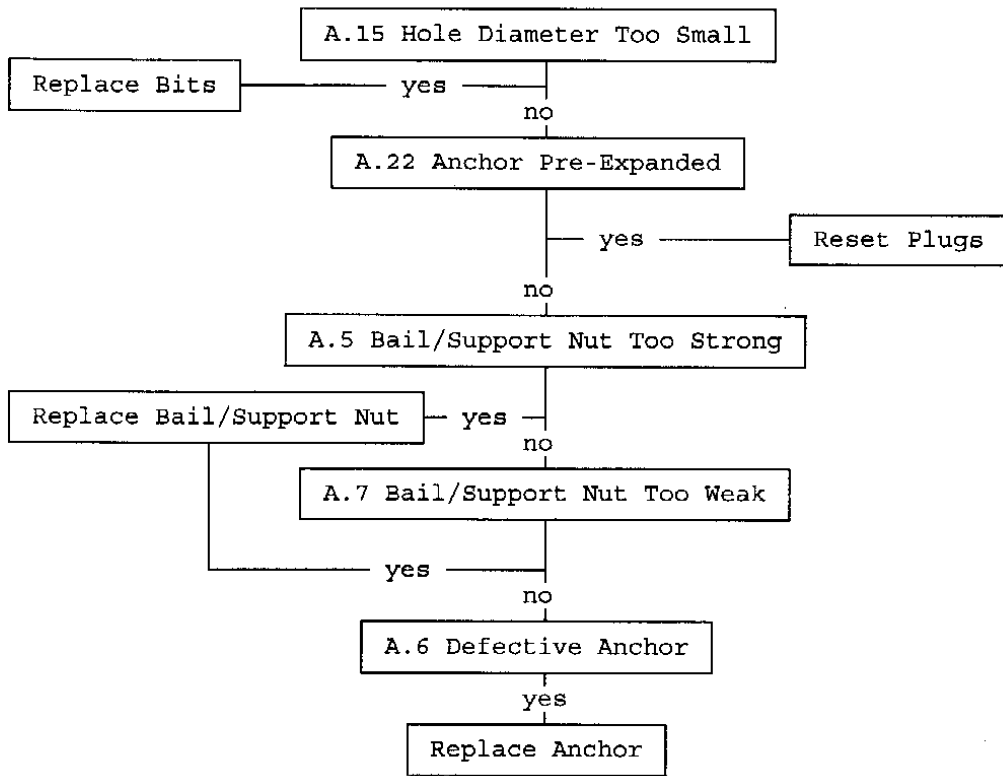 A.15 Hole Diameter Too Small
Replace Bits
yes
no
A.22 Anchor Pre-Expanded
yes
Reset Plugs
no
A.5 Bail/Support Nut Too Strong
Replace Bail/Support Nut
yes
no
A.7 Bail/Support Nut Too Weak
yes
no
A.6 Defective Anchor
yes
Replace Anchor